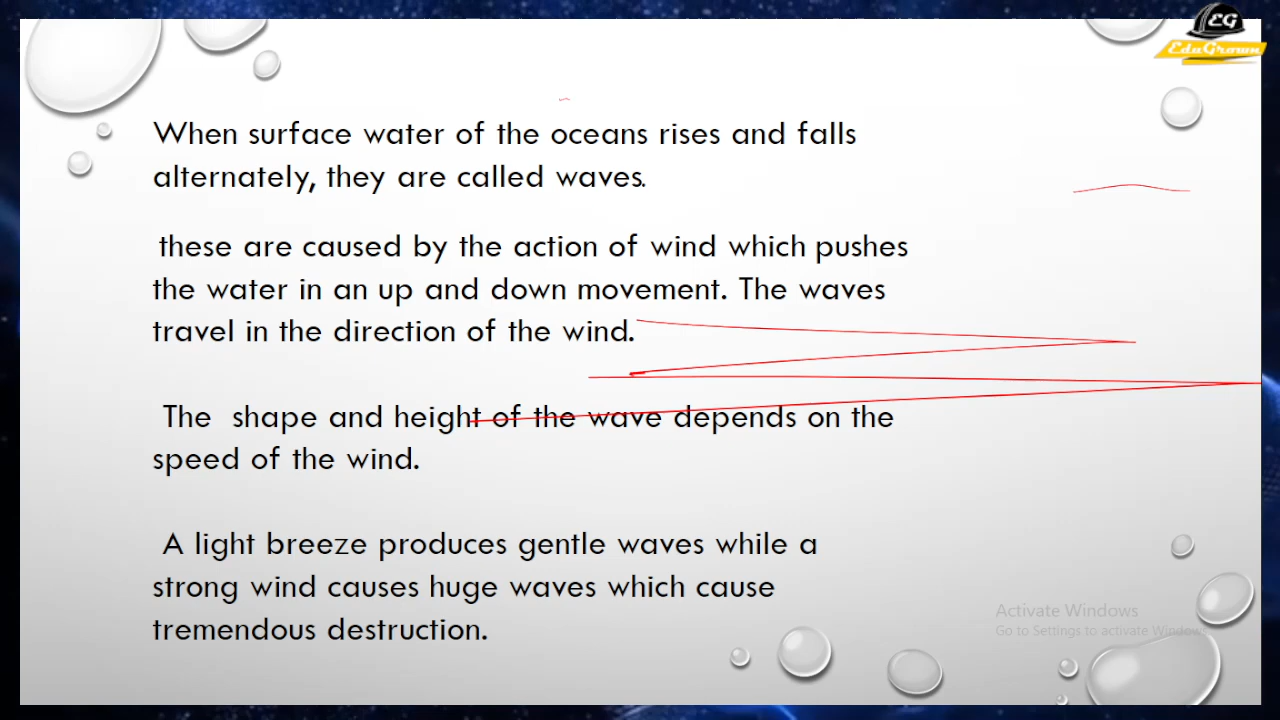 EG
EduGrown
When surface water of the oceans rises and falls
alternately, they are called waves.
these are caused by the action of wind which pushes
the water in an up and down movement. The waves
travel in the direction of the wind.
The shape and height of the wave depends on the
speed of the wind.
A light breeze produces gentle waves while a
strong wind causes huge waves which cause
tremendous destruction.
Activate Windows
Go to Settings to activate Windows.